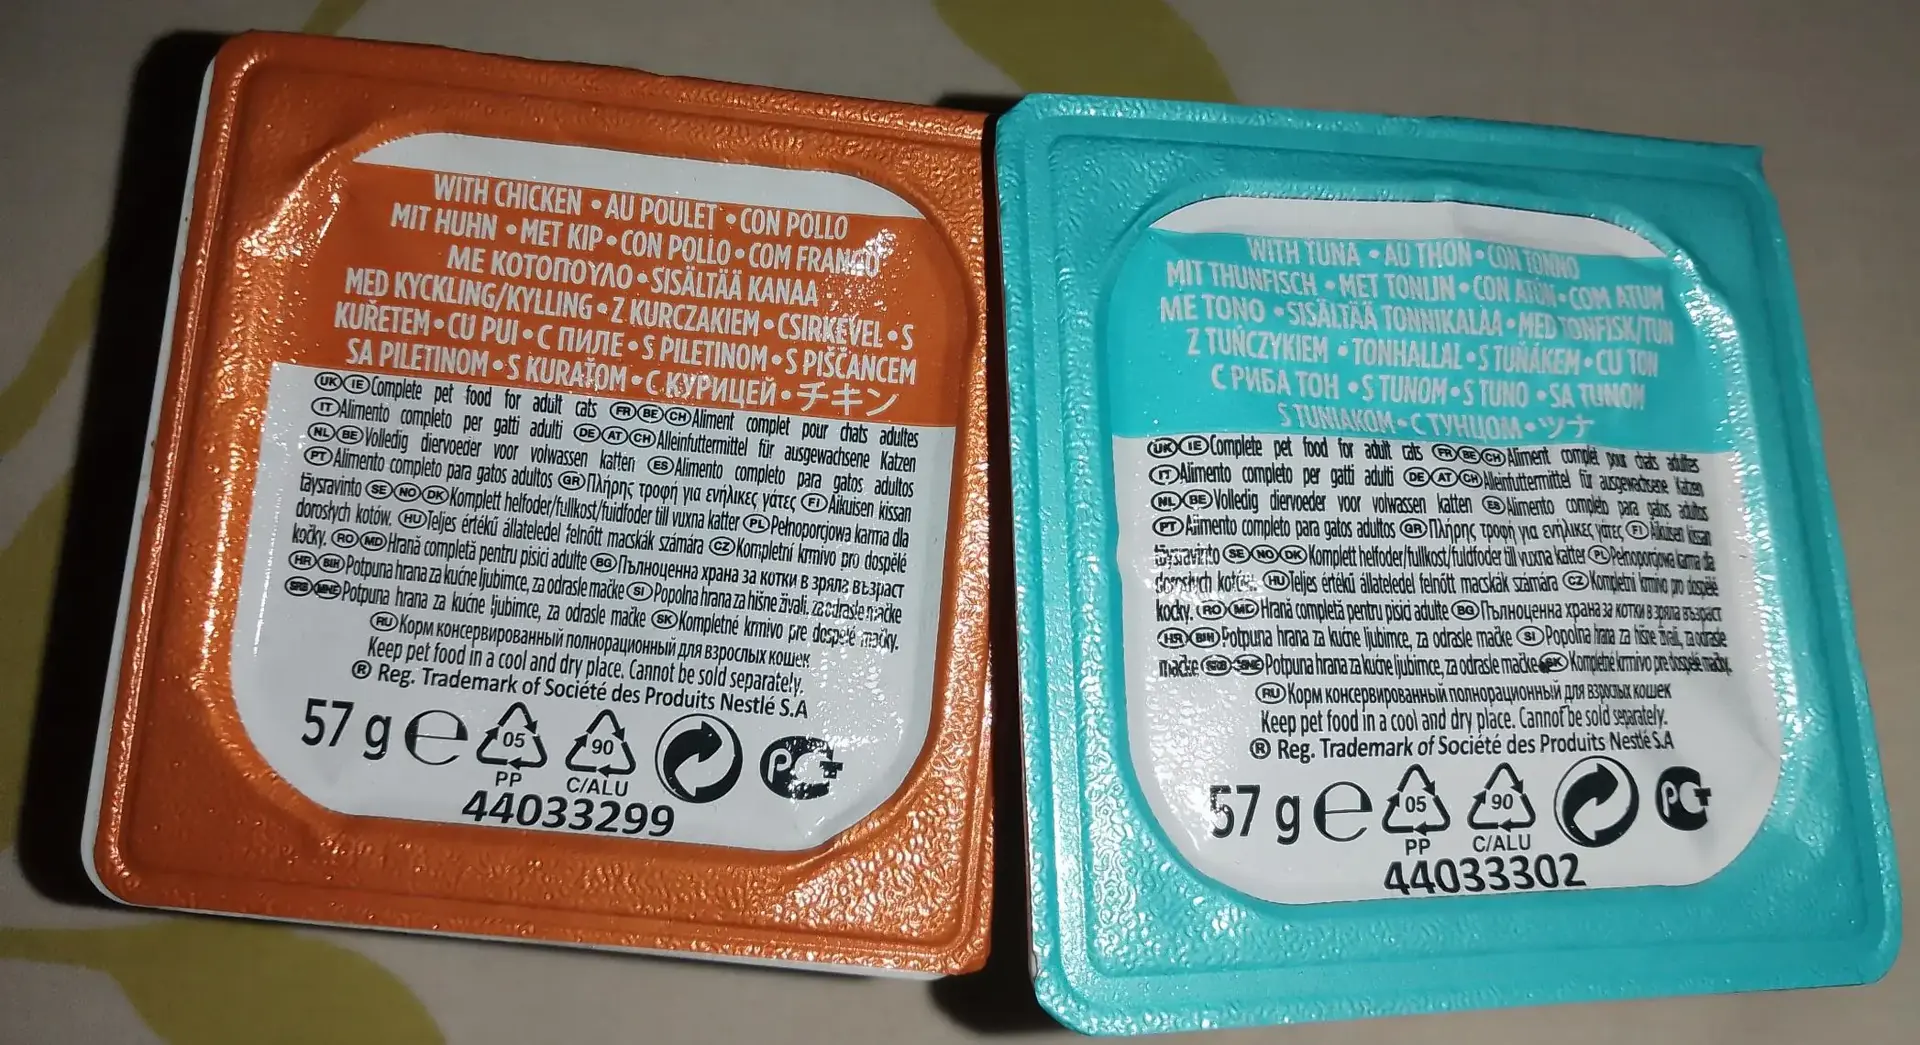 WITH CHICKEN • AU POULET • CON POLLO
MIT HUHN • MET KIP • CON POLLO • COM FRANGO
ΜΕ ΚΟΤΟΠΟΥΛΟ • SISÄLTÄÄ KANAA
MED KYCKLING/KYLLING • Z KURCZAKIEM • CSIRKÉVEL • S
KUŘETEM • CU PUI • С ПИЛЕ • S PILETINOM • S PIŠČANCEM
SA PILETINOM • S KURAŤOM • С КУРИЦЕЙ • チキン
UK IE Complete pet food for adult cats FR BE CH Aliment complet pour chats adultes
IT Alimento completo per gatti adulti DE AT CH Alleinfuttermittel für ausgewachsene Katzen
NL BE Volledig diervoeder voor volwassen katten ES Alimento completo para gatos adultos
PT Alimento completo para gatos adultos GR Πλήρης τροφή για ενήλικες γάτες FI Aikuisen kissan
täysravinto SE NO DK Komplett helfoder/fullkost/fuldfoder till vuxna katter PL Pełnoporcjowa karma dla
dorosłych kotów. HU Teljes értékű állateledel felnőtt macskák számára CZ Kompletní krmivo pro dospělé
kočky. RO MD Hrană completă pentru pisici adulte BG Пълноценна храна за котки в зряла възраст
HR BIH Potpuna hrana za kućne ljubimce, za odrasle mačke SI Popolna hrana za hišne živali, za odrasle mačke
SRB MNE Potpuna hrana za kućne ljubimce, za odrasle mačke SK Kompletné krmivo pre dospelé mačky.
RU Корм консервированный полнорационный для взрослых кошек
Keep pet food in a cool and dry place. Cannot be sold separately.
® Reg. Trademark of Société des Produits Nestlé S.A
57 g ℮ 05 90
PP C/ALU
44033299
WITH TUNA • AU THON • CON TONNO
MIT THUNFISCH • MET TONIJN • CON ATÚN • COM ATUM
ΜΕ ΤΟΝΟ • SISÄLTÄÄ TONNIKALAA • MED TONFISK/TUN
Z TUŃCZYKIEM • TONHALLAL • S TUŇÁKEM • CU TON
С РИБА ТОН • S TUNOM • S TUNO • SA TUNOM
S TUNIAKOM • С ТУНЦОМ • ツナ
UK IE Complete pet food for adult cats FR BE CH Aliment complet pour chats adultes
IT Alimento completo per gatti adulti DE AT CH Alleinfuttermittel für ausgewachsene Katzen
NL BE Volledig diervoeder voor volwassen katten ES Alimento completo para gatos adultos
PT Alimento completo para gatos adultos GR Πλήρης τροφή για ενήλικες γάτες FI Aikuisen kissan
täysravinto SE NO DK Komplett helfoder/fullkost/fuldfoder till vuxna katter PL Pełnoporcjowa karma dla
dorosłych kotów. HU Teljes értékű állateledel felnőtt macskák számára CZ Kompletní krmivo pro dospělé
kočky. RO MD Hrană completă pentru pisici adulte BG Пълноценна храна за котки в зряла възраст
HR BIH Potpuna hrana za kućne ljubimce, za odrasle mačke SI Popolna hrana za hišne živali, za odrasle
mačke SRB MNE Potpuna hrana za kućne ljubimce, za odrasle mačke SK Kompletné krmivo pre dospelé mačky.
RU Корм консервированный полнорационный для взрослых кошек
Keep pet food in a cool and dry place. Cannot be sold separately.
® Reg. Trademark of Société des Produits Nestlé S.A
57 g ℮ 05 90
PP C/ALU
44033302